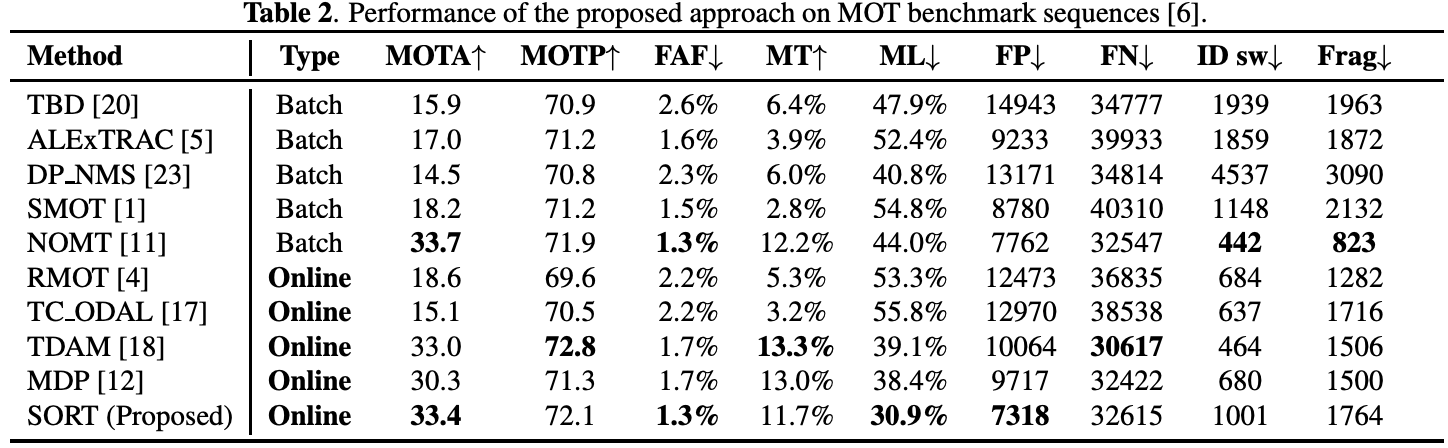 Table 2. Performance of the proposed approach on MOT benchmark sequences [6].
Method Type MOTA↑ MOTP↑ FAF↓ MT↑ ML↓ FP↓ FN↓ ID sw↓ Frag↓
TBD [20] Batch 15.9 70.9 2.6% 6.4% 47.9% 14943 34777 1939 1963
ALExTRAC [5] Batch 17.0 71.2 1.6% 3.9% 52.4% 9233 39933 1859 1872
DP_NMS [23] Batch 14.5 70.8 2.3% 6.0% 40.8% 13171 34814 4537 3090
SMOT [1] Batch 18.2 71.2 1.5% 2.8% 54.8% 8780 40310 1148 2132
NOMT [11] Batch 33.7 71.9 1.3% 12.2% 44.0% 7762 32547 442 823
RMOT [4] Online 18.6 69.6 2.2% 5.3% 53.3% 12473 36835 684 1282
TC_ODAL [17] Online 15.1 70.5 2.2% 3.2% 55.8% 12970 38538 637 1716
TDAM [18] Online 33.0 72.8 1.7% 13.3% 39.1% 10064 30617 464 1506
MDP [12] Online 30.3 71.3 1.7% 13.0% 38.4% 9717 32422 680 1500
SORT (Proposed) Online 33.4 72.1 1.3% 11.7% 30.9% 7318 32615 1001 1764